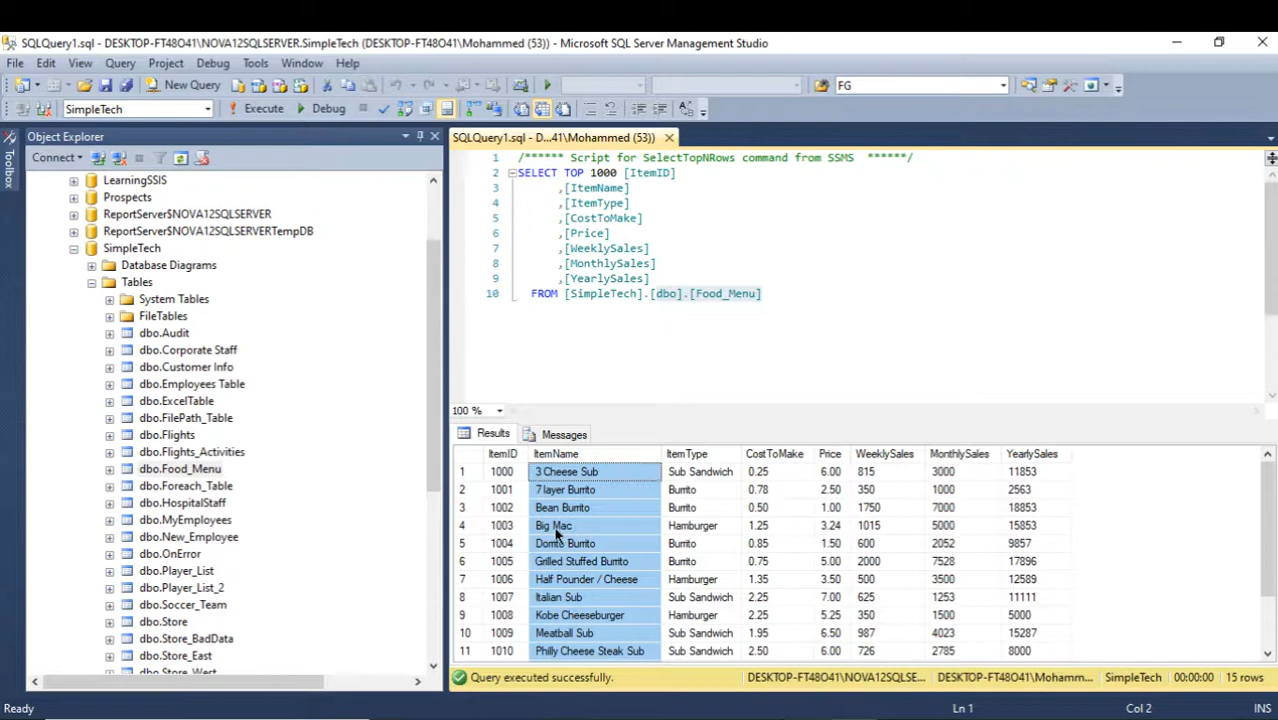 SQLQuery1.sql - DESKTOP-FT48O41\NOVA12SQLSERVER.SimpleTech (DESKTOP-FT48O41\Mohammed (53)) - Microsoft SQL Server Management Studio
File Edit View Query Project Debug Tools Window Help
New Query FG
SimpleTech Execute Debug
Object Explorer
Toolbox
Connect
LearningSSIS
Prospects
ReportServer$NOVA12SQLSERVER
ReportServer$NOVA12SQLSERVERTempDB
SimpleTech
Database Diagrams
Tables
System Tables
FileTables
dbo.Audit
dbo.Corporate Staff
dbo.Customer Info
dbo.Employees Table
dbo.ExcelTable
dbo.FilePath_Table
dbo.Flights
dbo.Flights_Activities
dbo.Food_Menu
dbo.Foreach_Table
dbo.HospitalStaff
dbo.MyEmployees
dbo.New_Employee
dbo.OnError
dbo.Player_List
dbo.Player_List_2
dbo.Soccer_Team
dbo.Store
dbo.Store_BadData
dbo.Store_East
dbo.Store_West
SQLQuery1.sql - D...41\Mohammed (53))
1 /****** Script for SelectTopNRows command from SSMS ******/
2 SELECT TOP 1000 [ItemID]
3 ,[ItemName]
4 ,[ItemType]
5 ,[CostToMake]
6 ,[Price]
7 ,[WeeklySales]
8 ,[MonthlySales]
9 ,[YearlySales]
10 FROM [SimpleTech].[dbo].[Food_Menu]
100 %
Results Messages
ItemID ItemName ItemType CostToMake Price WeeklySales MonthlySales YearlySales
1 1000 3 Cheese Sub Sub Sandwich 0.25 6.00 815 3000 11853
2 1001 7 layer Burrito Burrito 0.78 2.50 350 1000 2563
3 1002 Bean Burrito Burrito 0.50 1.00 1750 7000 18853
4 1003 Big Mac Hamburger 1.25 3.24 1015 5000 15853
5 1004 Burrito Burrito 0.85 1.50 600 2052 9857
6 1005 Grilled Stuffed Burrito Burrito 0.75 5.00 2000 7528 17896
7 1006 Half Pounder / Cheese Hamburger 1.35 3.50 500 3500 12589
8 1007 Italian Sub Sub Sandwich 2.25 7.00 625 1253 11111
9 1008 Kobe Cheeseburger Hamburger 2.25 5.25 350 1500 5000
10 1009 Meatball Sub Sub Sandwich 1.95 6.50 987 4023 15287
11 1010 Philly Cheese Steak Sub Sub Sandwich 2.50 6.00 726 2785 8000
Query executed successfully. DESKTOP-FT48O41\NOVA12SQLSE... DESKTOP-FT48O41\Mohamm... SimpleTech 00:00:00 15 rows
Ready Ln 1 Col 2 INS